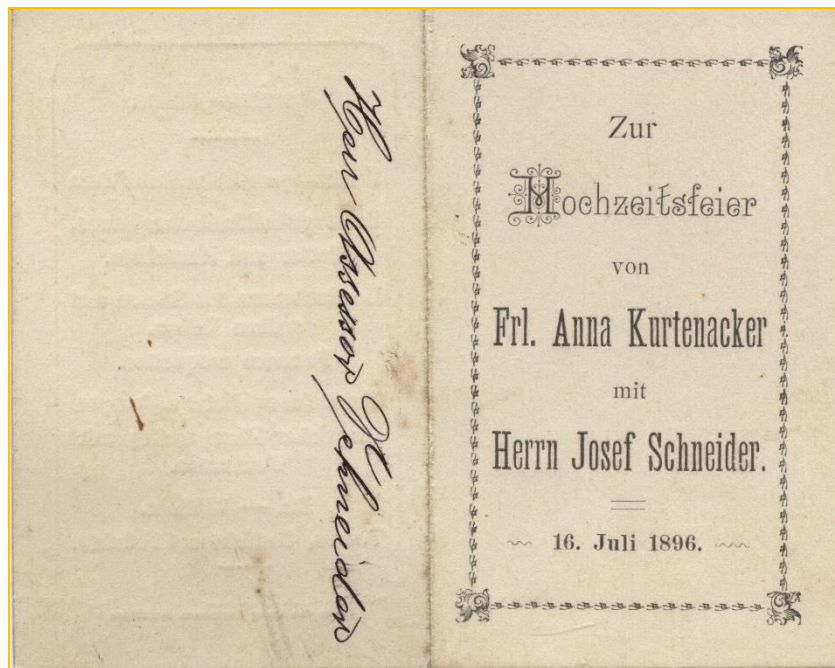 Herr Assessor Schneider
Zur
Hochzeitsfeier
von
Frl. Anna Kurtenacker
mit
Herrn Josef Schneider.
16. Juli 1896.